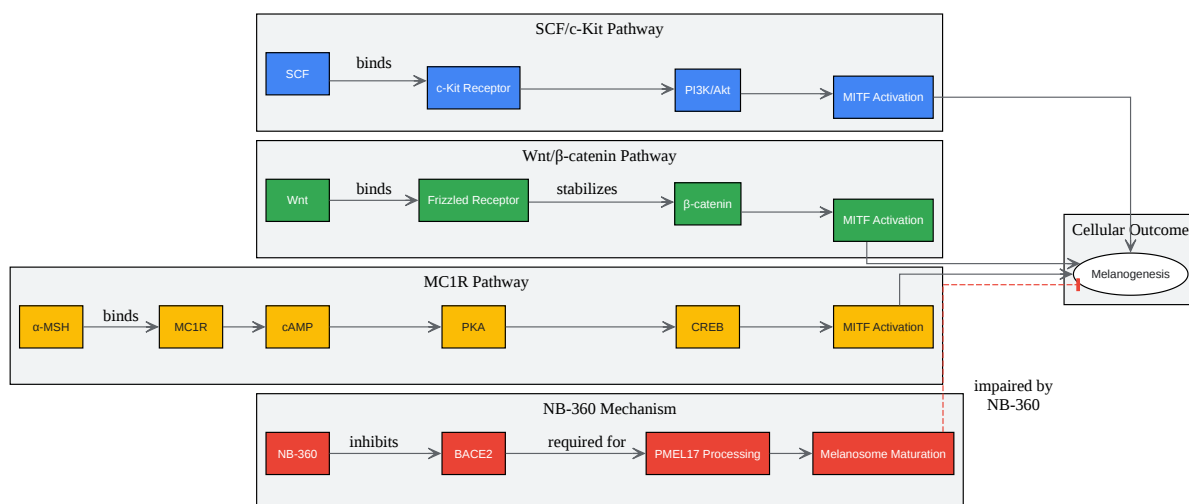 SCF/c-Kit Pathway
SCF
binds
c-Kit Receptor
PI3K/Akt
MITF Activation
Wnt/β-catenin Pathway
Wnt
binds
Frizzled Receptor
stabilizes
β-catenin
MITF Activation
Cellular Outcome
Melanogenesis
MC1R Pathway
α-MSH
binds
MC1R
cAMP
PKA
CREB
MITF Activation
impaired by
NB-360
NB-360 Mechanism
NB-360
inhibits
BACE2
required for
PMEL17 Processing
Melanosome Maturation